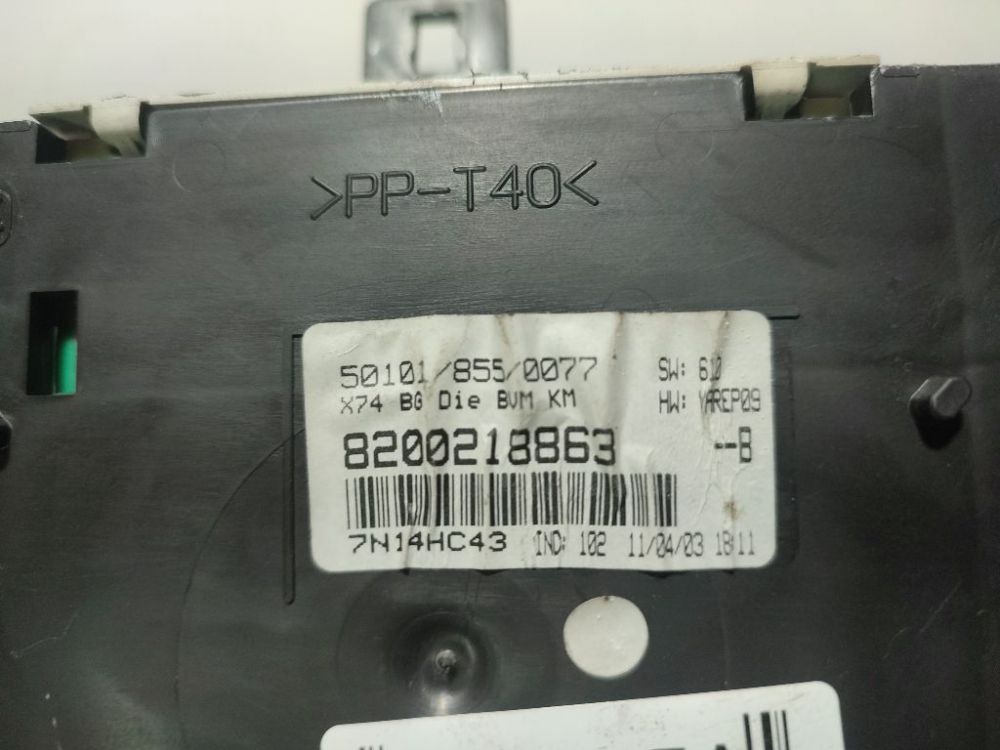 >PP-T40<
50101/855/0077 SW: 610
X74 BG Die BVM KM HW: YAREP09
8200218863 --B
7N14HC43 IND: 102 11/04/03 18:11